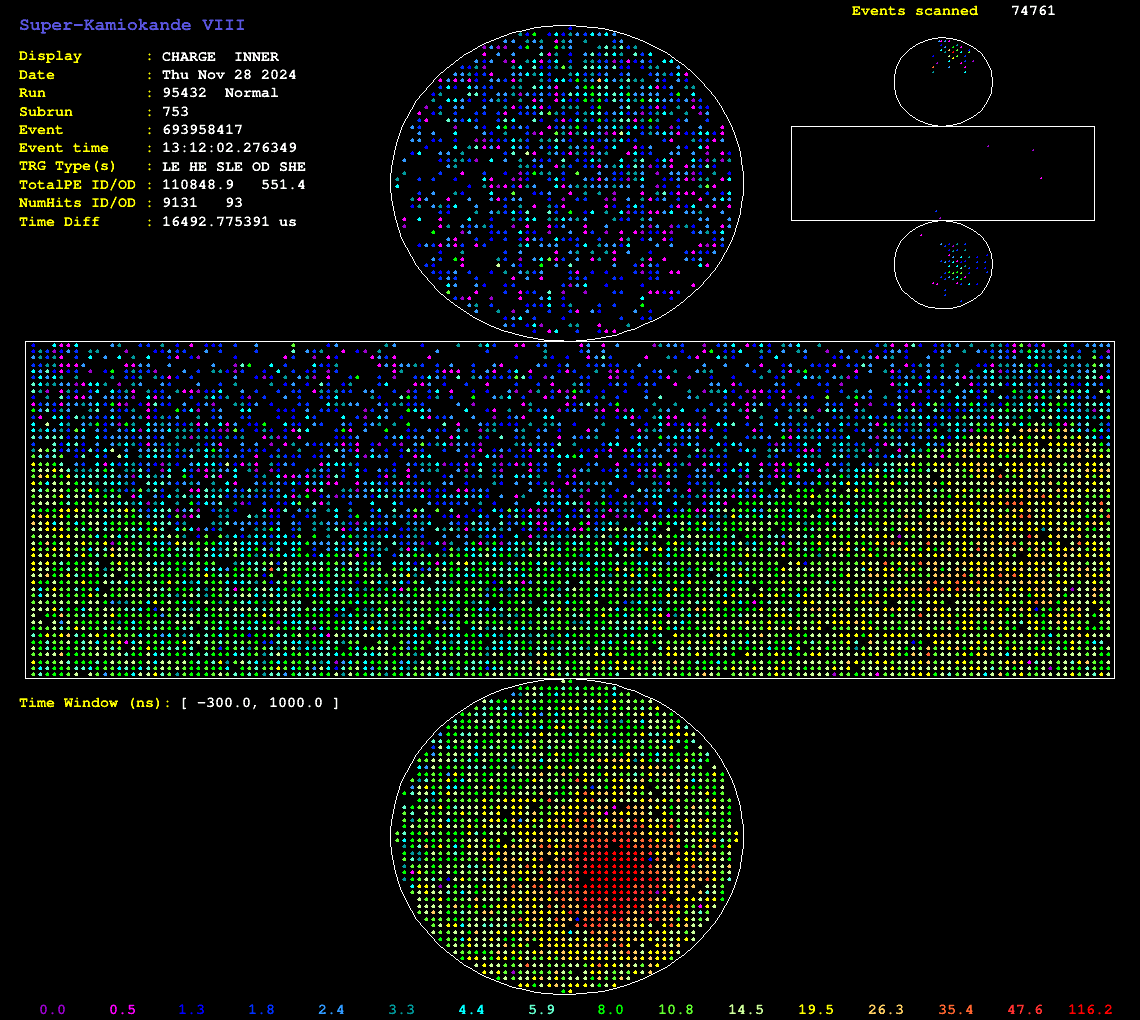 Super-Kamiokande VIII
Display : CHARGE INNER
Date : Thu Nov 28 2024
Run : 95432 Normal
Subrun : 753
Event : 693958417
Event time : 13:12:02.276349
TRG Type(s) : LE HE SLE OD SHE
TotalPE ID/OD : 110848.9 551.4
NumHits ID/OD : 9131 93
Time Diff : 16492.775391 us
Events scanned 74761
Time Window (ns): [ -300.0, 1000.0 ]
0.0 0.5 1.3 1.8 2.4 3.3 4.4 5.9 8.0 10.8 14.5 19.5 26.3 35.4 47.6 116.2